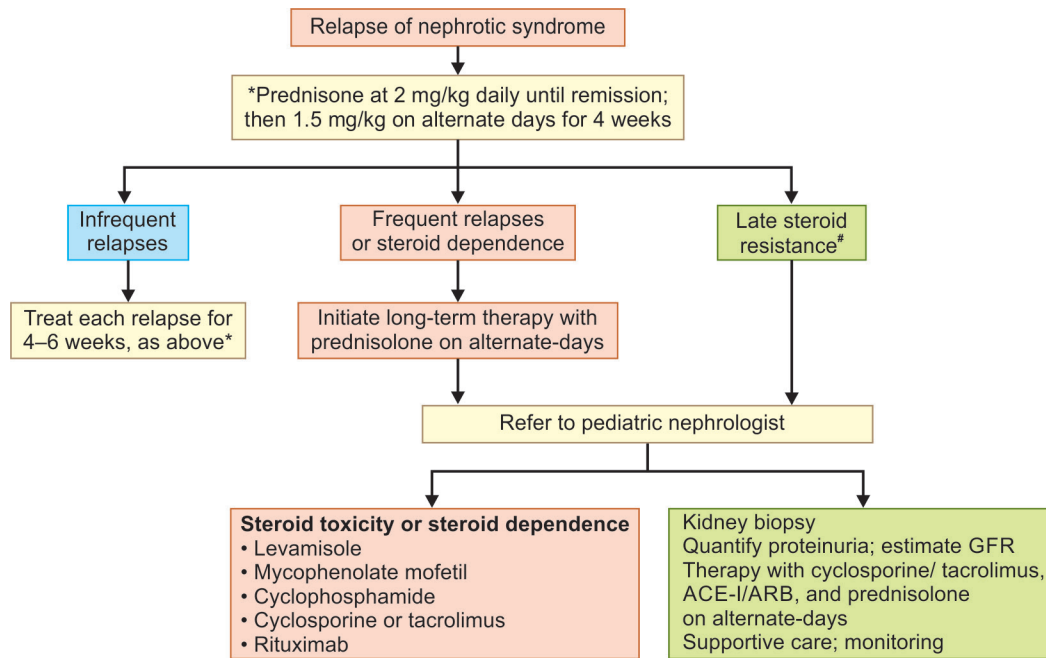 Relapse of nephrotic syndrome
*Prednisone at 2 mg/kg daily until remission;
then 1.5 mg/kg on alternate days for 4 weeks
Infrequent
relapses
Frequent relapses
or steroid dependence
Late steroid
resistance#
Treat each relapse for
4–6 weeks, as above*
Initiate long-term therapy with
prednisolone on alternate-days
Refer to pediatric nephrologist
Steroid toxicity or steroid dependence
• Levamisole
• Mycophenolate mofetil
• Cyclophosphamide
• Cyclosporine or tacrolimus
• Rituximab
Kidney biopsy
Quantify proteinuria; estimate GFR
Therapy with cyclosporine/ tacrolimus,
ACE-I/ARB, and prednisolone
on alternate-days
Supportive care; monitoring